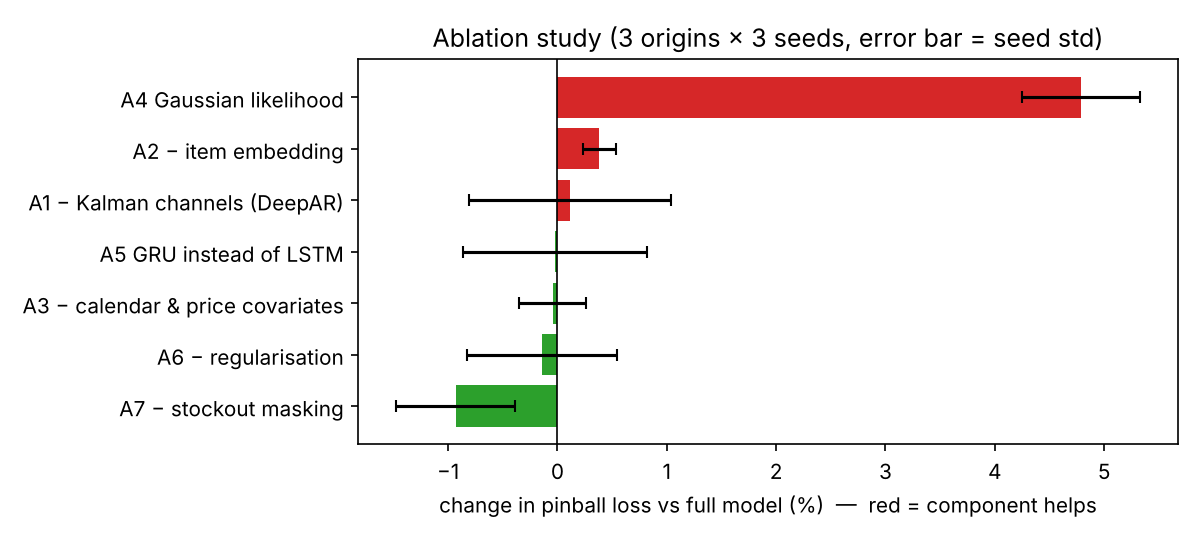 Ablation study (3 origins × 3 seeds, error bar = seed std)
A4 Gaussian likelihood
A2 − item embedding
A1 − Kalman channels (DeepAR)
A5 GRU instead of LSTM
A3 − calendar & price covariates
A6 − regularisation
A7 − stockout masking
−1 0 1 2 3 4 5
change in pinball loss vs full model (%) — red = component helps